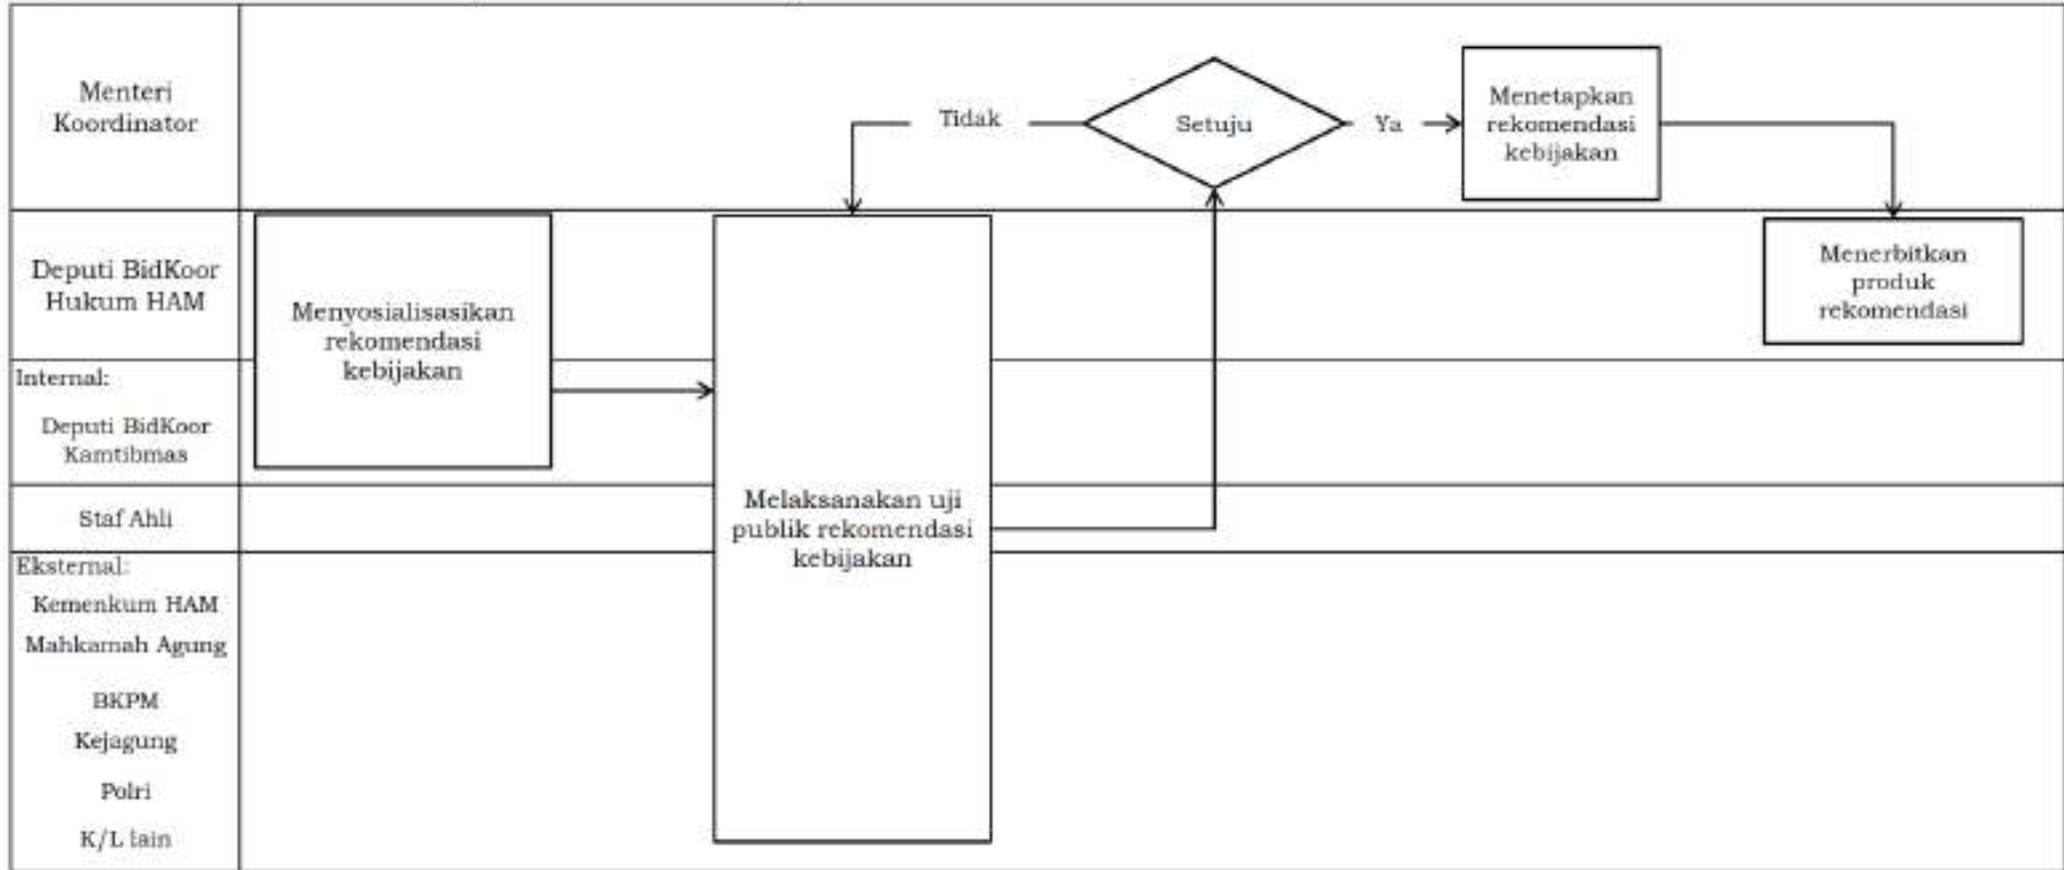 Menteri
Koordinator
Tidak
Setuju
Ya
Menetapkan
rekomendasi
kebijakan
Deputi BidKoor
Hukum HAM
Menyosialisasikan
rekomendasi
kebijakan
Menerbitkan
produk
rekomendasi
Internal:
Deputi BidKoor
Kamtibmas
Staf Ahli
Melaksanakan uji
publik rekomendasi
kebijakan
Eksternal:
Kemenkum HAM
Mahkamah Agung
BKPM
Kejagung
Polri
K/L lain